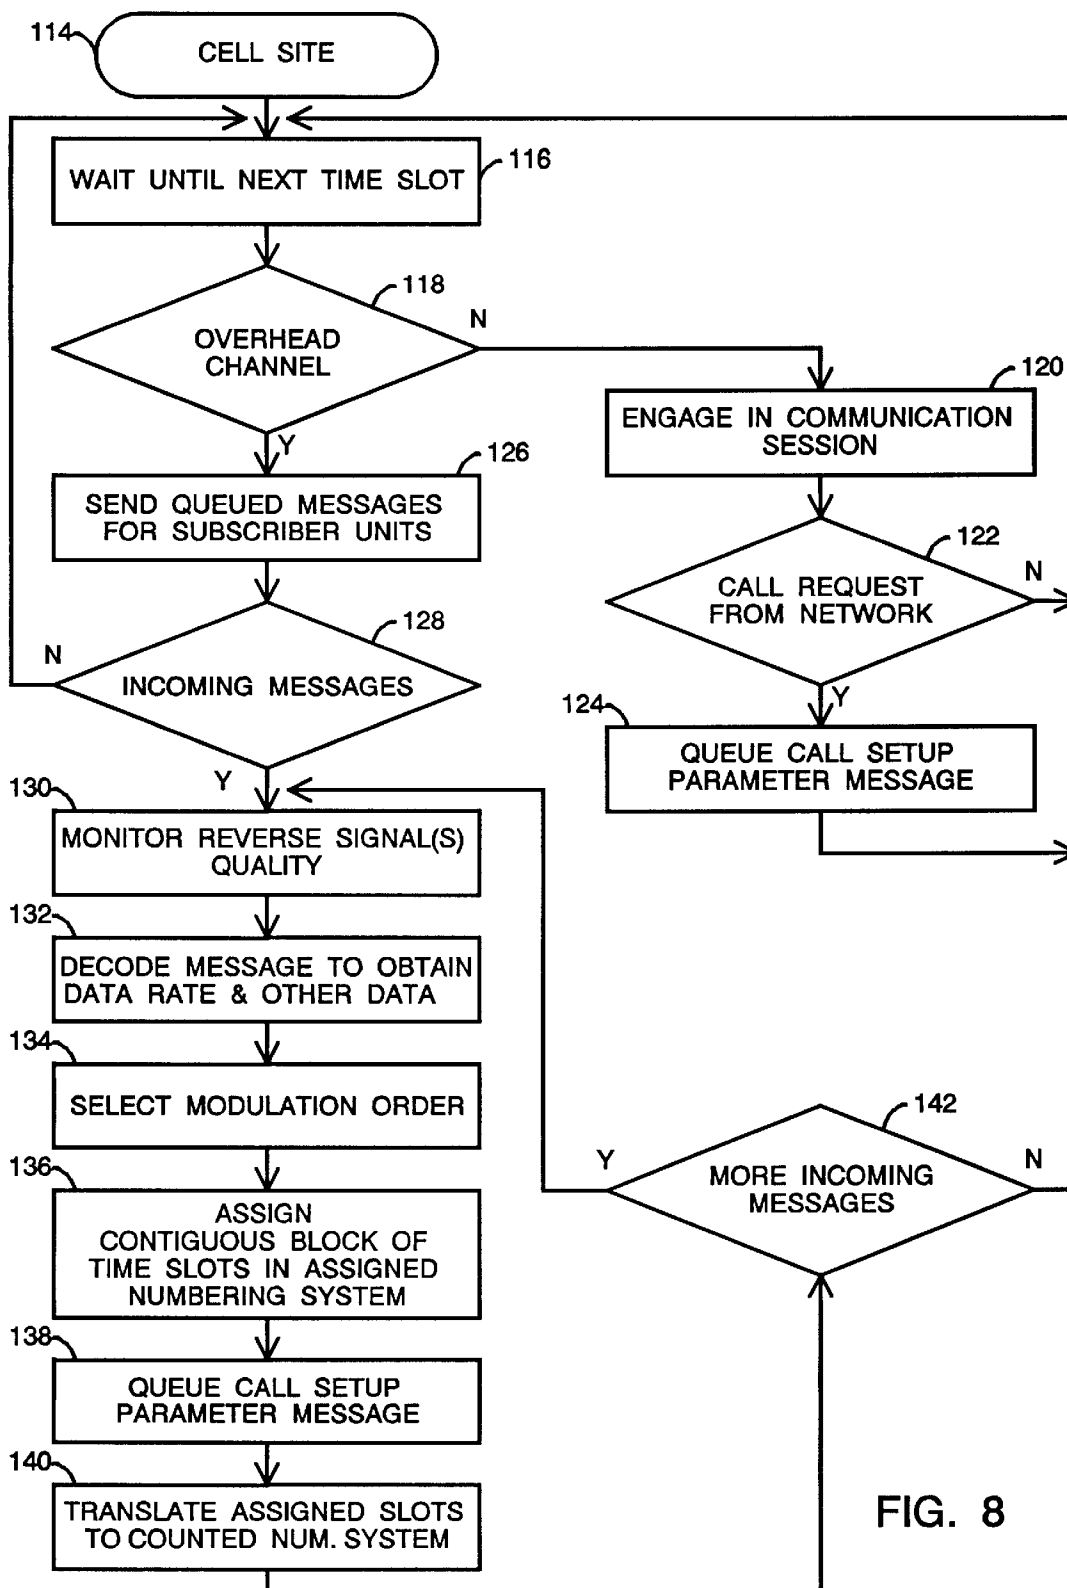 114
CELL SITE
WAIT UNTIL NEXT TIME SLOT
116
118
OVERHEAD
CHANNEL
N
Y
120
ENGAGE IN COMMUNICATION
SESSION
126
SEND QUEUED MESSAGES
FOR SUBSCRIBER UNITS
122
CALL REQUEST
FROM NETWORK
N
Y
128
N
INCOMING MESSAGES
Y
124
QUEUE CALL SETUP
PARAMETER MESSAGE
130
MONITOR REVERSE SIGNAL(S)
QUALITY
132
DECODE MESSAGE TO OBTAIN
DATA RATE & OTHER DATA
134
SELECT MODULATION ORDER
142
Y
MORE INCOMING
MESSAGES
N
136
ASSIGN
CONTIGUOUS BLOCK OF
TIME SLOTS IN ASSIGNED
NUMBERING SYSTEM
138
QUEUE CALL SETUP
PARAMETER MESSAGE
140
TRANSLATE ASSIGNED SLOTS
TO COUNTED NUM. SYSTEM
FIG. 8